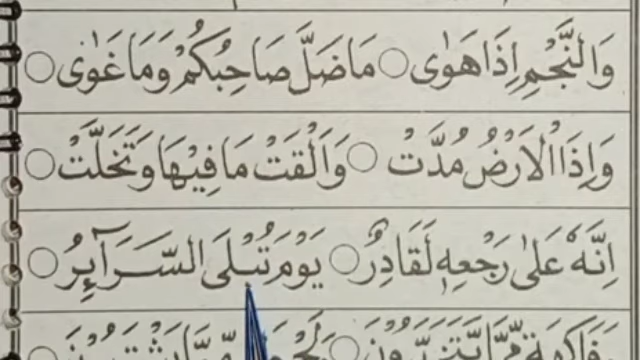 وَالنَّجْمِ اِذَا هَوٰى ○ مَا ضَلَّ صَاحِبُكُمْ وَمَا غَوٰى ○
وَاِذَا الْاَرْضُ مُدَّتْ ○ وَاَلْقَتْ مَا فِيْهَا وَتَخَلَّتْ ○
اِنَّهٗ عَلٰى رَجْعِهٖ لَقَادِرٌ ○ يَوْمَ تُبْلَى السَّرَآئِرُ ○